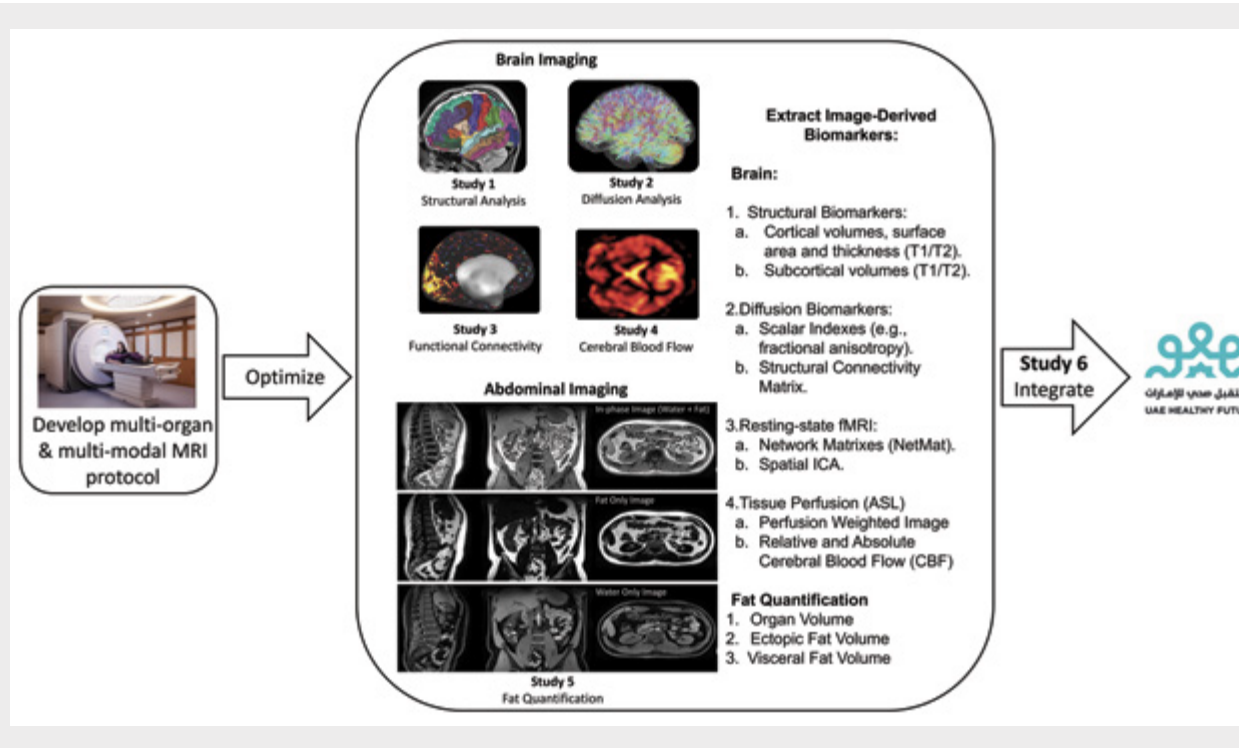 Develop multi-organ
& multi-modal MRI
protocol
Optimize
Brain Imaging
Study 1
Structural Analysis
Study 2
Diffusion Analysis
Study 3
Functional Connectivity
Study 4
Cerebral Blood Flow
Abdominal Imaging
In-phase Image (Water + Fat)
Fat Only Image
Water Only Image
Study 5
Fat Quantification
Extract Image-Derived
Biomarkers:
Brain:
1. Structural Biomarkers:
a. Cortical volumes, surface
area and thickness (T1/T2).
b. Subcortical volumes (T1/T2).
2.Diffusion Biomarkers:
a. Scalar Indexes (e.g.,
fractional anisotropy).
b. Structural Connectivity
Matrix.
3.Resting-state fMRI:
a. Network Matrixes (NetMat).
b. Spatial ICA.
4.Tissue Perfusion (ASL)
a. Perfusion Weighted Image
b. Relative and Absolute
Cerebral Blood Flow (CBF)
Fat Quantification
1. Organ Volume
2. Ectopic Fat Volume
3. Visceral Fat Volume
Study 6
Integrate
صحي للإمارات
UAE HEALTHY FUTU